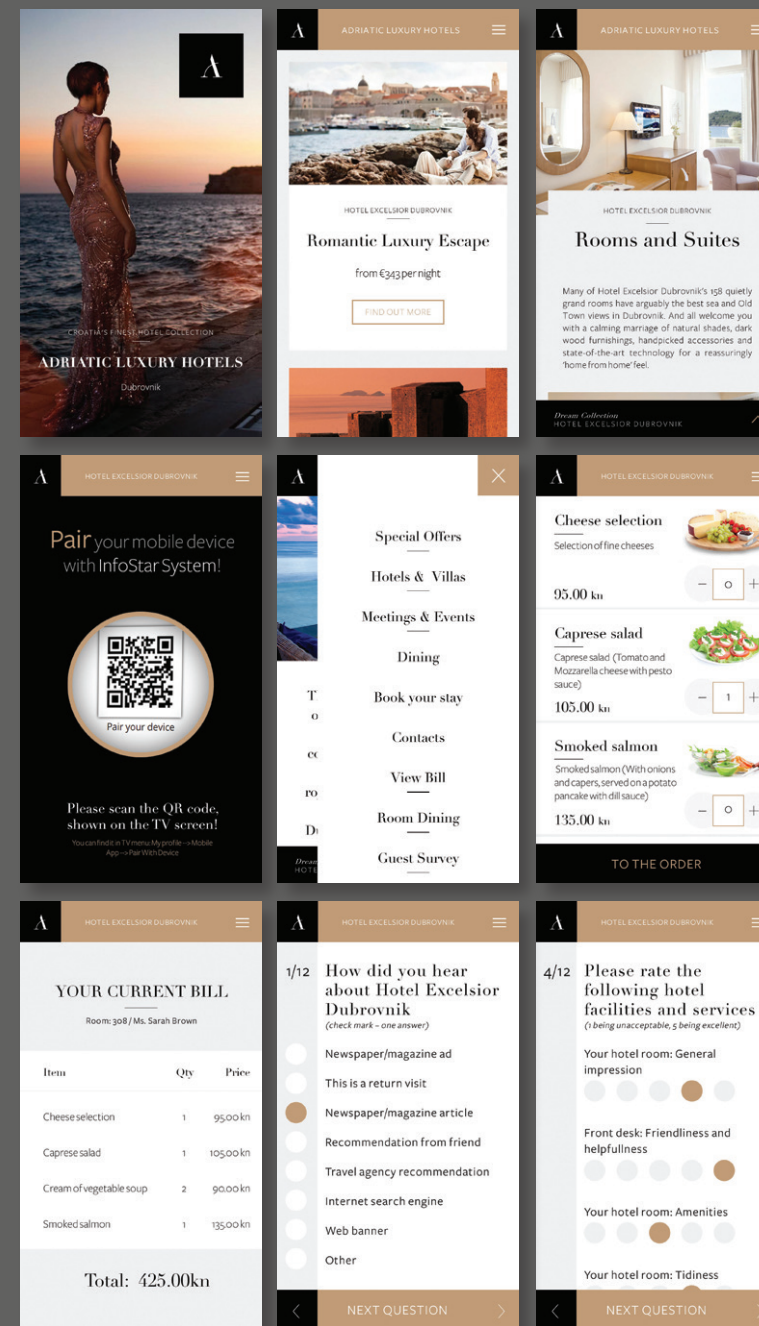 A
CROATIA'S FINEST HOTEL COLLECTION
ADRIATIC LUXURY HOTELS
Dubrovnik
A
ADRIATIC LUXURY HOTELS
HOTEL EXCELSIOR DUBROVNIK
Romantic Luxury Escape
from €343 per night
FIND OUT MORE
A
ADRIATIC LUXURY HOTELS
HOTEL EXCELSIOR DUBROVNIK
Rooms and Suites
Many of Hotel Excelsior Dubrovnik's 158 quietly
grand rooms have arguably the best sea and Old
Town views in Dubrovnik. And all welcome you
with a calming marriage of natural shades, dark
wood furnishings, handpicked accessories and
state-of-the-art technology for a reassuringly
'home from home' feel.
Dream Collection
HOTEL EXCELSIOR DUBROVNIK
A
HOTEL EXCELSIOR DUBROVNIK
Pair your mobile device
with InfoStar System!
Pair your device
Please scan the QR code,
shown on the TV screen!
You can find it in TV menu: My profile --> Mobile
App --> Pair With Device
A
Special Offers
Hotels & Villas
Meetings & Events
Dining
Book your stay
Contacts
View Bill
Room Dining
Guest Survey
T
o
co
ro
D
Dream
HOTE
A
HOTEL EXCELSIOR DUBROVNIK
Cheese selection
Selection of fine cheeses
95.00 kn
- 0 +
Caprese salad
Caprese salad (Tomato and
Mozzarella cheese with pesto
sauce)
105.00 kn
- 1 +
Smoked salmon
Smoked salmon (With onions
and capers, served on a potato
pancake with dill sauce)
135.00 kn
- 0 +
TO THE ORDER
A
HOTEL EXCELSIOR DUBROVNIK
YOUR CURRENT BILL
Room: 308 / Ms. Sarah Brown
Item Qty Price
Cheese selection 1 95.00 kn
Caprese salad 1 105.00 kn
Cream of vegetable soup 2 90.00 kn
Smoked salmon 1 135.00 kn
Total: 425.00kn
A
HOTEL EXCELSIOR DUBROVNIK
1/12 How did you hear
about Hotel Excelsior
Dubrovnik
(check mark – one answer)
Newspaper/magazine ad
This is a return visit
Newspaper/magazine article
Recommendation from friend
Travel agency recommendation
Internet search engine
Web banner
Other
NEXT QUESTION
A
HOTEL EXCELSIOR DUBROVNIK
4/12 Please rate the
following hotel
facilities and services
(1 being unacceptable, 5 being excellent)
Your hotel room: General
impression
Front desk: Friendliness and
helpfullness
Your hotel room: Amenities
Your hotel room: Tidiness
NEXT QUESTION